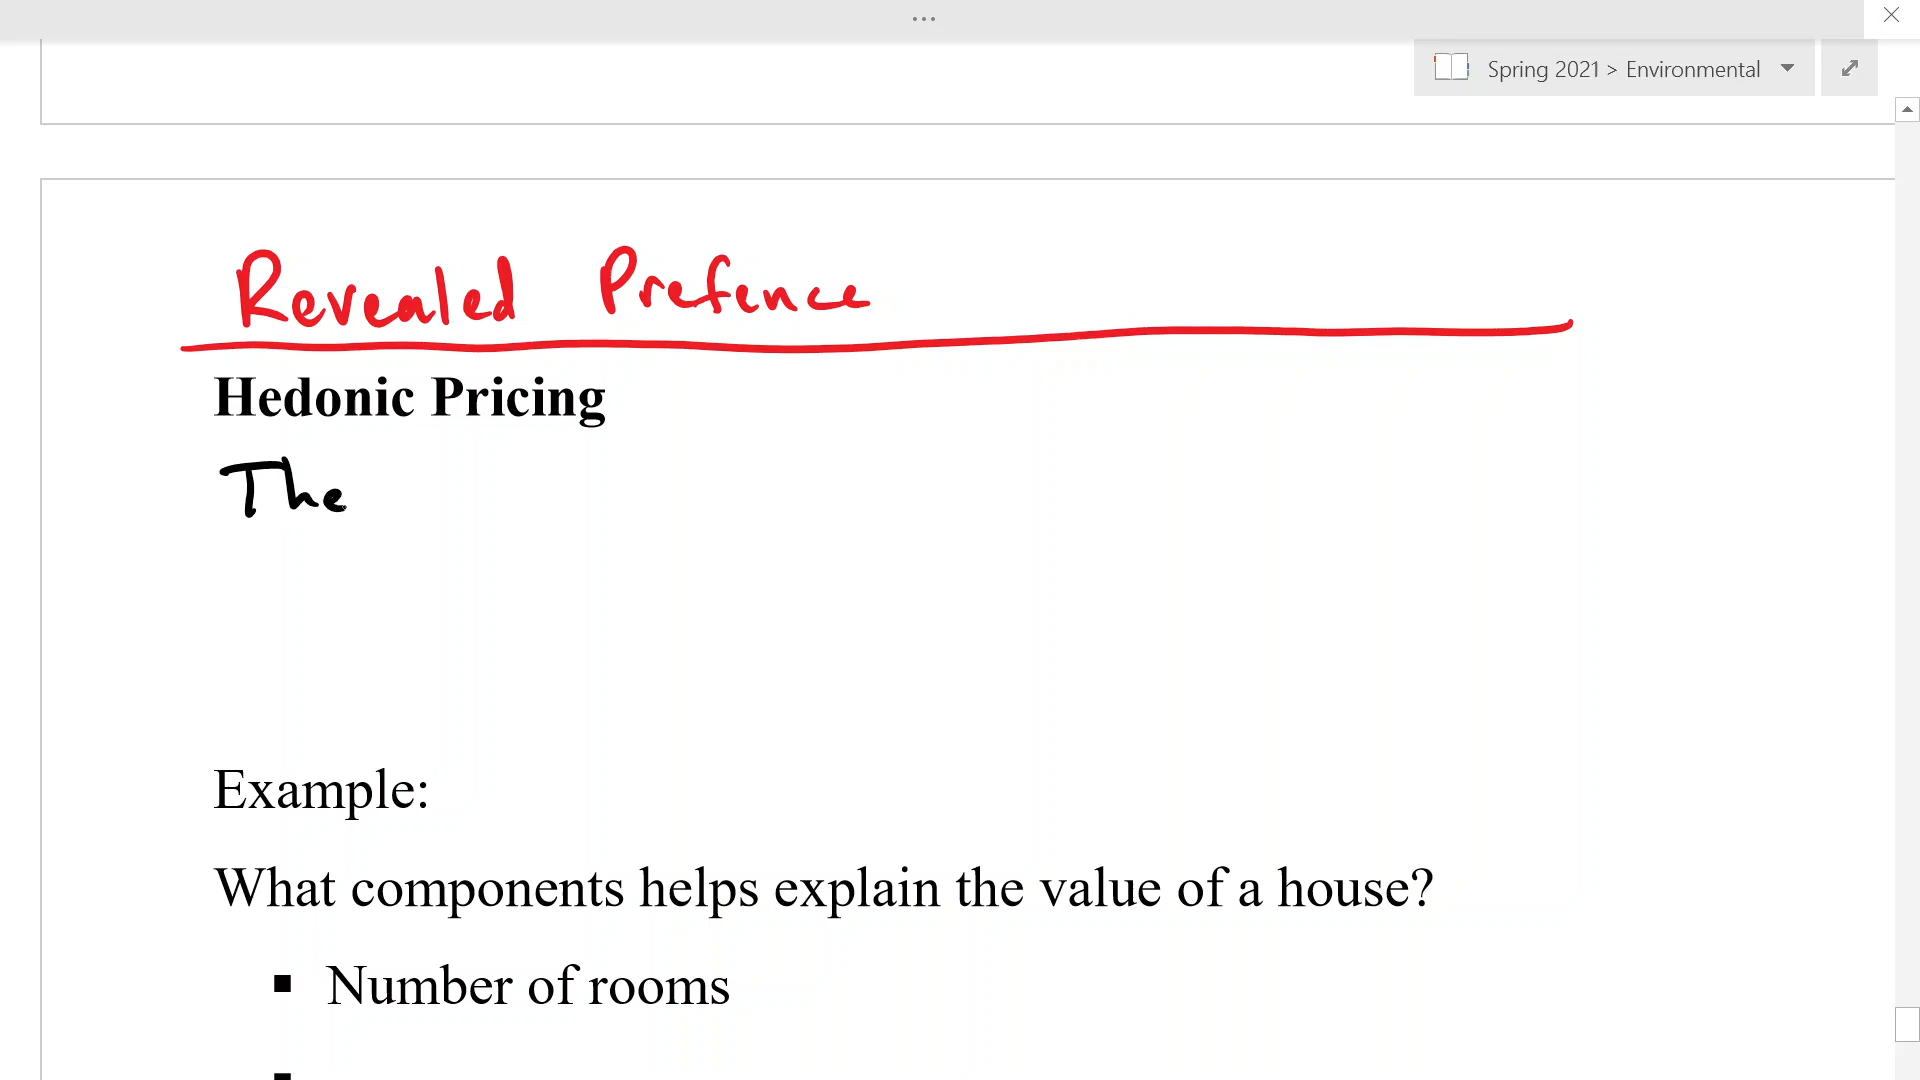 ...
Spring 2021 > Environmental
Revealed Prefence
Hedonic Pricing
The
Example:
What components helps explain the value of a house?
▪ Number of rooms
▪